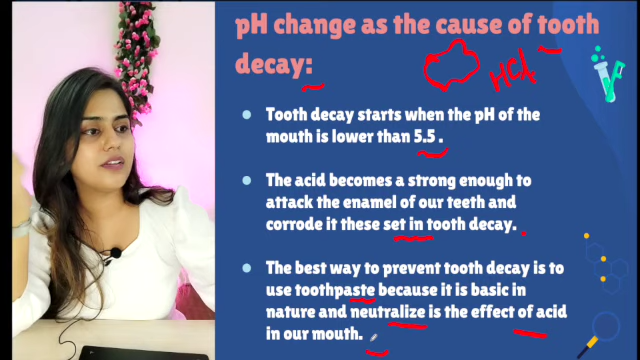 pH change as the cause of tooth
decay:
HCl
Tooth decay starts when the pH of the
mouth is lower than 5.5 .
The acid becomes a strong enough to
attack the enamel of our teeth and
corrode it these set in tooth decay.
The best way to prevent tooth decay is to
use toothpaste because it is basic in
nature and neutralize is the effect of acid
in our mouth.